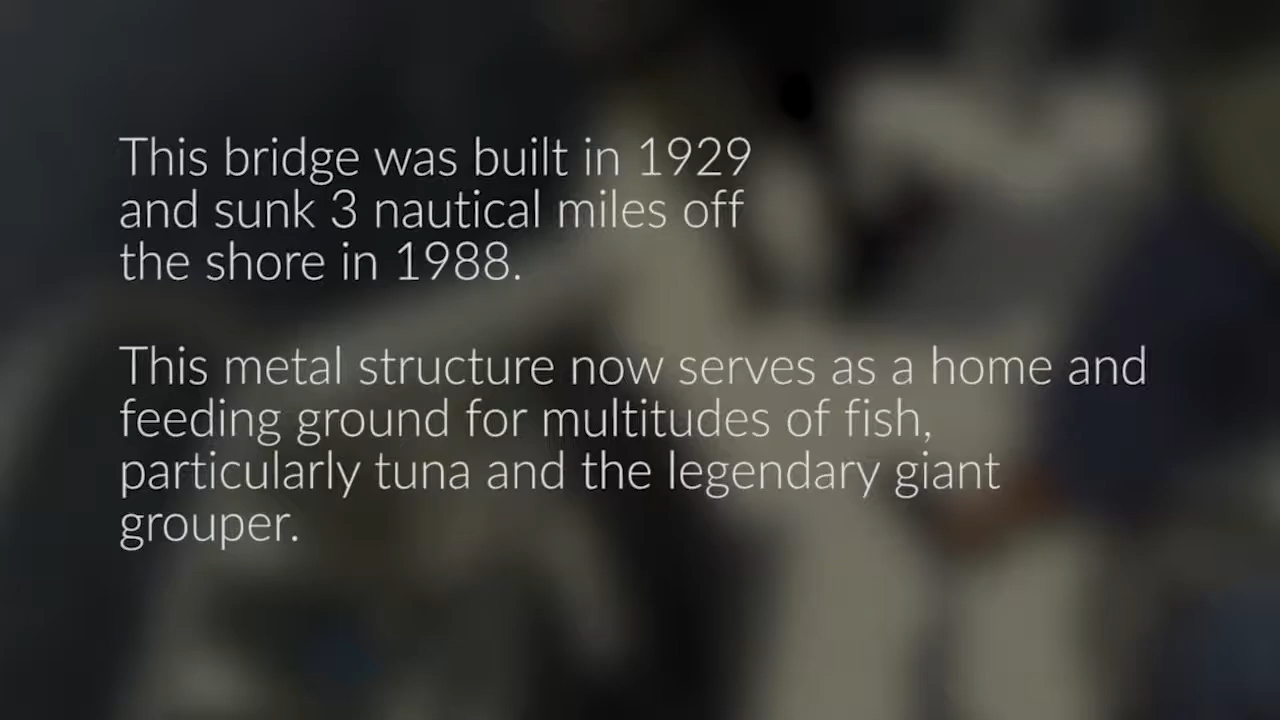 This bridge was built in 1929
and sunk 3 nautical miles off
the shore in 1988.
This metal structure now serves as a home and
feeding ground for multitudes of fish,
particularly tuna and the legendary giant
grouper.